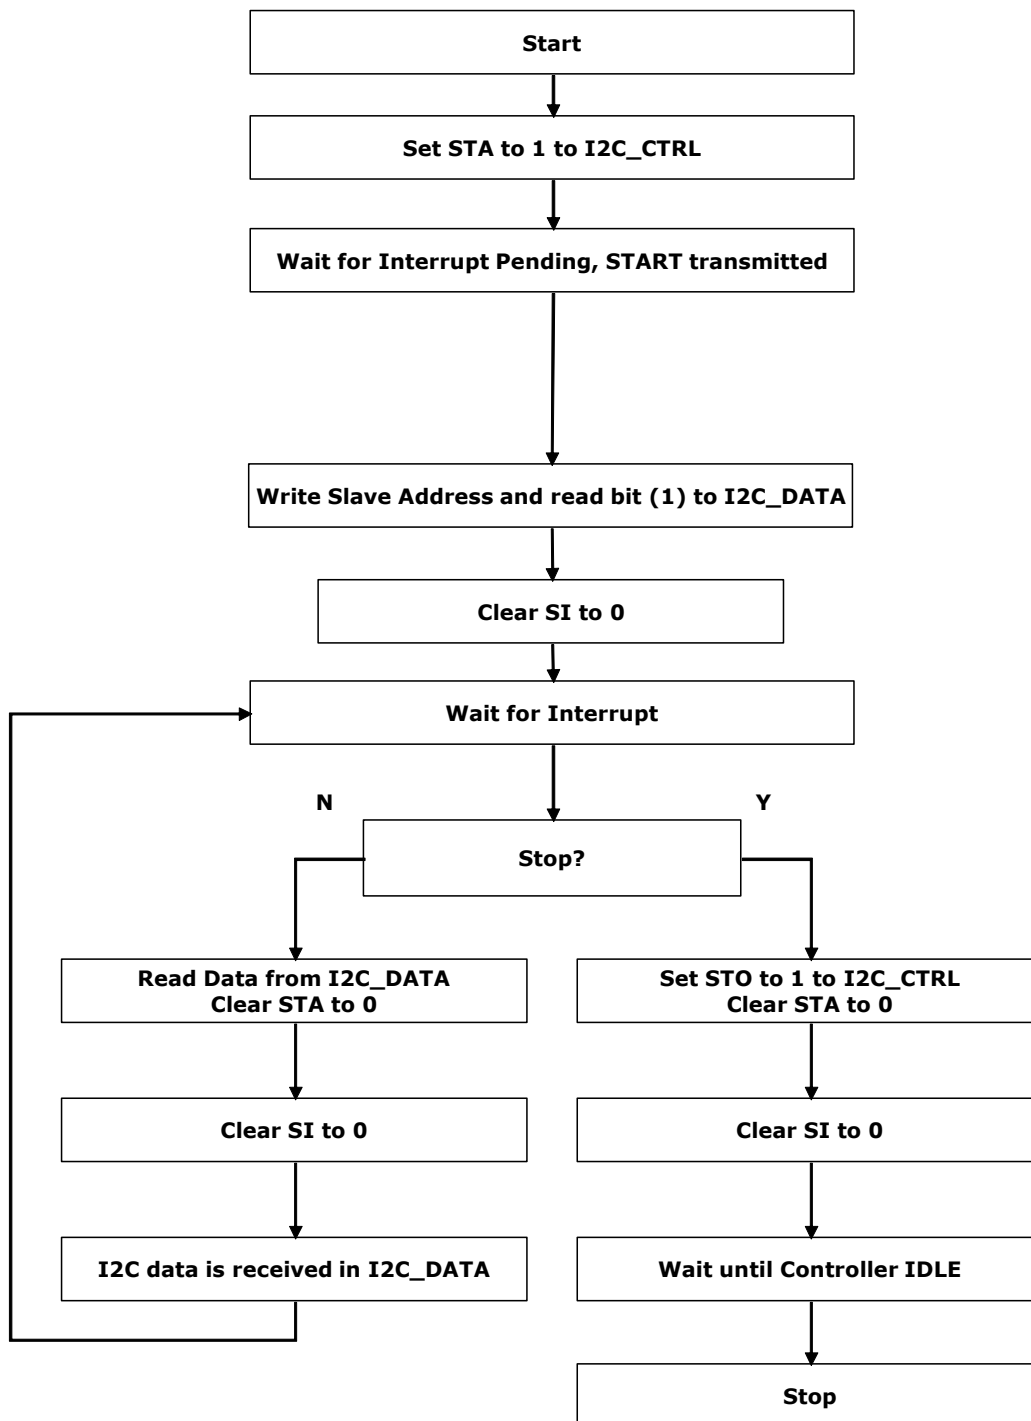 Start
Set STA to 1 to I2C_CTRL
Wait for Interrupt Pending, START transmitted
Write Slave Address and read bit (1) to I2C_DATA
Clear SI to 0
Wait for Interrupt
N
Y
Stop?
Read Data from I2C_DATA
Clear STA to 0
Set STO to 1 to I2C_CTRL
Clear STA to 0
Clear SI to 0
Clear SI to 0
I2C data is received in I2C_DATA
Wait until Controller IDLE
Stop